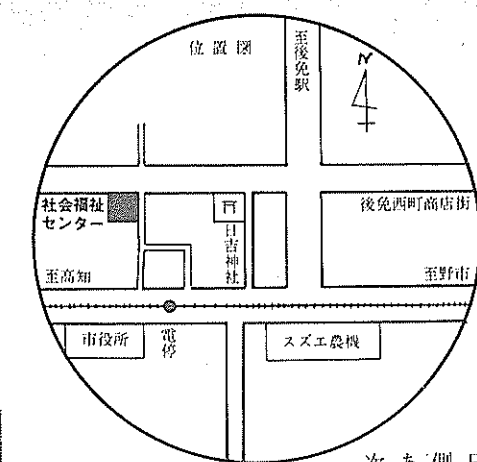 位置図
至後免駅
N
社会福祉
センター
日吉神社
後免西町商店街
至高知
至野市
市役所
電停
スズエ農機